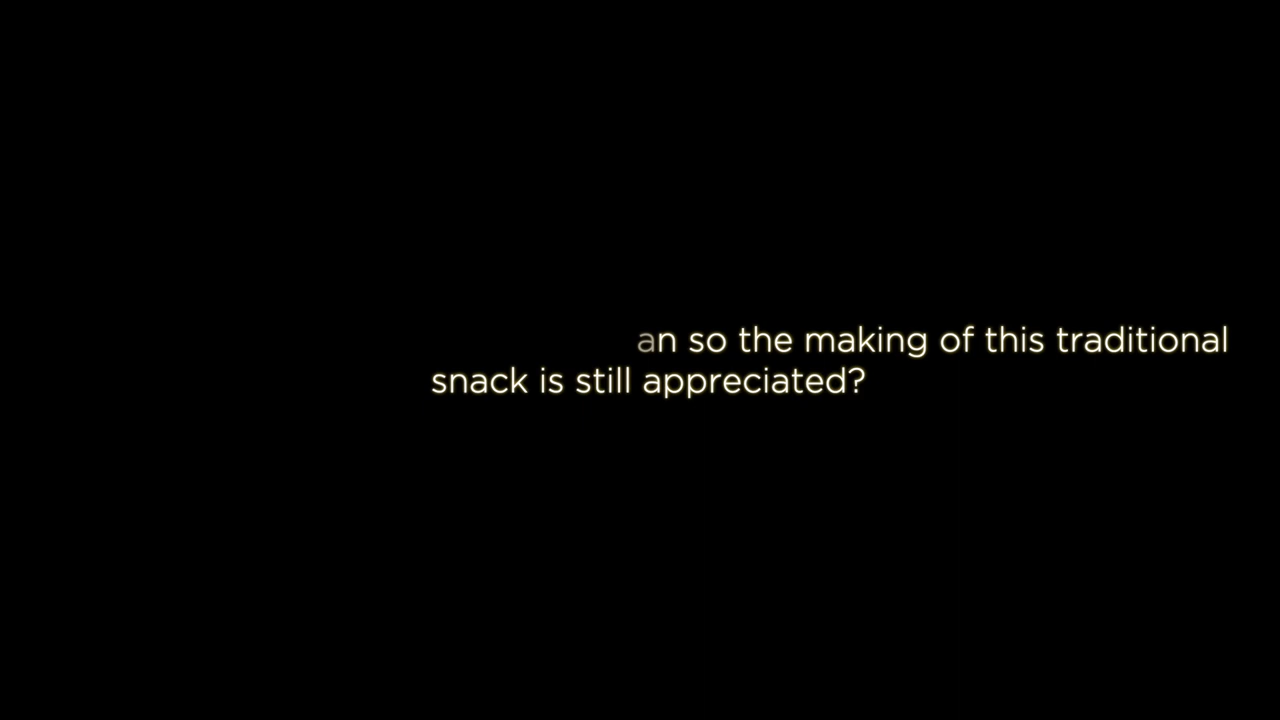 an so the making of this traditional
snack is still appreciated?